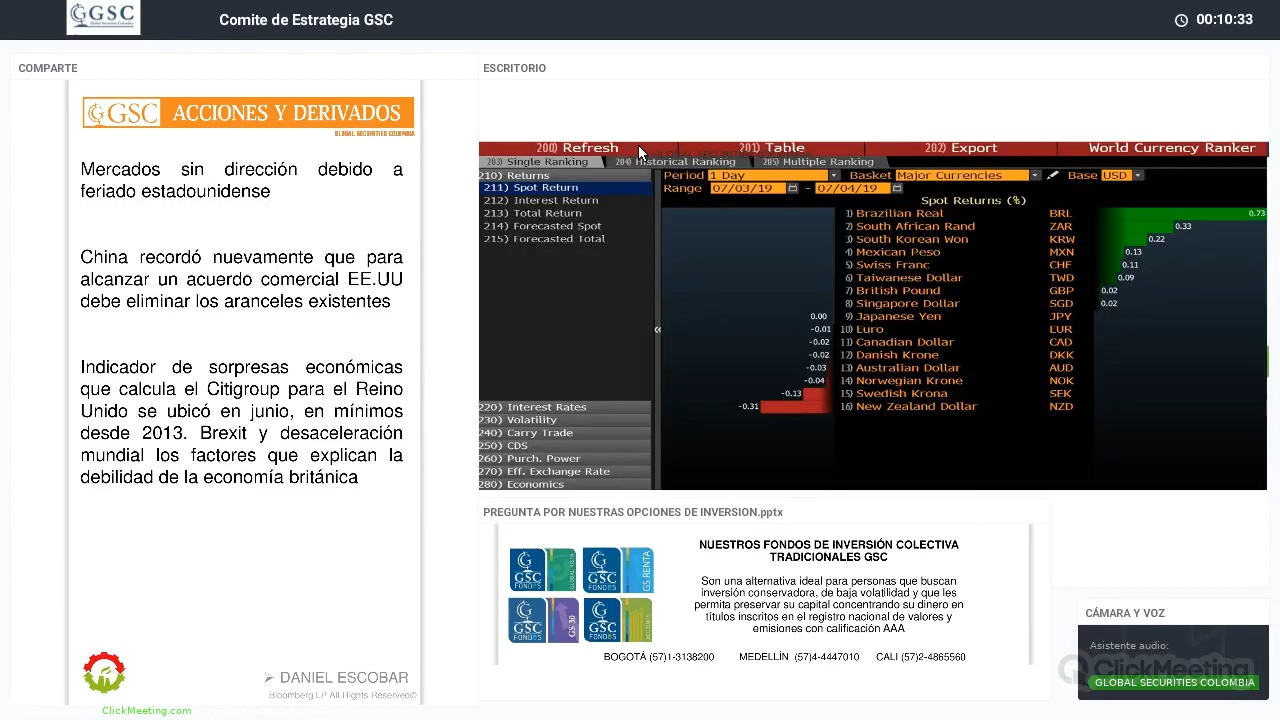 GSC
Global Securities Colombia
Comite de Estrategia GSC
00:10:33
COMPARTE
GSC ACCIONES Y DERIVADOS
GLOBAL SECURITIES COLOMBIA
Mercados sin dirección debido a
feriado estadounidense
China recordó nuevamente que para
alcanzar un acuerdo comercial EE.UU
debe eliminar los aranceles existentes
Indicador de sorpresas económicas
que calcula el Citigroup para el Reino
Unido se ubicó en junio, en mínimos
desde 2013. Brexit y desaceleración
mundial los factores que explican la
debilidad de la economía británica
➢ DANIEL ESCOBAR
Bloomberg LP All Rights Reserved©
ClickMeeting.com
ESCRITORIO
200) Refresh 201) Table 202) Export World Currency Ranker
203) Single Ranking 204) Historical Ranking 205) Multiple Ranking
210) Returns
211) Spot Return
212) Interest Return
213) Total Return
214) Forecasted Spot
215) Forecasted Total
220) Interest Rates
230) Volatility
240) Carry Trade
250) CDS
260) Purch. Power
270) Eff. Exchange Rate
280) Economics
Period 1 Day Basket Major Currencies Base USD
Range 07/03/19 - 07/04/19
Spot Returns (%)
1) Brazilian Real BRL 0.73
2) South African Rand ZAR 0.33
3) South Korean Won KRW 0.22
4) Mexican Peso MXN 0.13
5) Swiss Franc CHF 0.11
6) Taiwanese Dollar TWD 0.09
7) British Pound GBP 0.02
8) Singapore Dollar SGD 0.02
0.00 9) Japanese Yen JPY
-0.01 10) Euro EUR
-0.02 11) Canadian Dollar CAD
-0.02 12) Danish Krone DKK
-0.03 13) Australian Dollar AUD
-0.04 14) Norwegian Krone NOK
-0.13 15) Swedish Krona SEK
-0.31 16) New Zealand Dollar NZD
PREGUNTA POR NUESTRAS OPCIONES DE INVERSION.pptx
GSC FONDOS
GSC FONDOS GS RENTA
GSC FONDOS GS 30
GSC FONDOS
NUESTROS FONDOS DE INVERSIÓN COLECTIVA
TRADICIONALES GSC
Son una alternativa ideal para personas que buscan
inversión conservadora, de baja volatilidad y que les
permita preservar su capital concentrando su dinero en
títulos inscritos en el registro nacional de valores y
emisiones con calificación AAA
BOGOTÁ (57)1-3138200 MEDELLÍN (57)4-4447010 CALI (57)2-4865560
CÁMARA Y VOZ
Asistente audio:
ClickMeeting
GLOBAL SECURITIES COLOMBIA